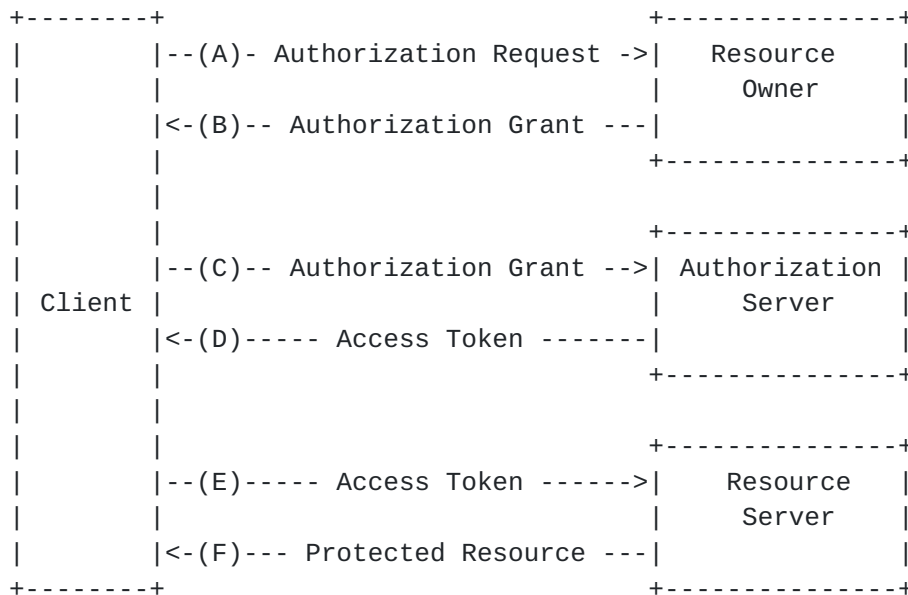 +--------+                               +---------------+
|        |--(A)- Authorization Request ->|   Resource    |
|        |                               |     Owner     |
|        |<-(B)-- Authorization Grant ---|               |
|        |                               +---------------+
|        |
|        |                               +---------------+
|        |--(C)-- Authorization Grant -->| Authorization |
| Client |                               |     Server    |
|        |<-(D)----- Access Token -------|               |
|        |                               +---------------+
|        |
|        |                               +---------------+
|        |--(E)----- Access Token ------>|    Resource   |
|        |                               |     Server    |
|        |<-(F)--- Protected Resource ---|               |
+--------+                               +---------------+